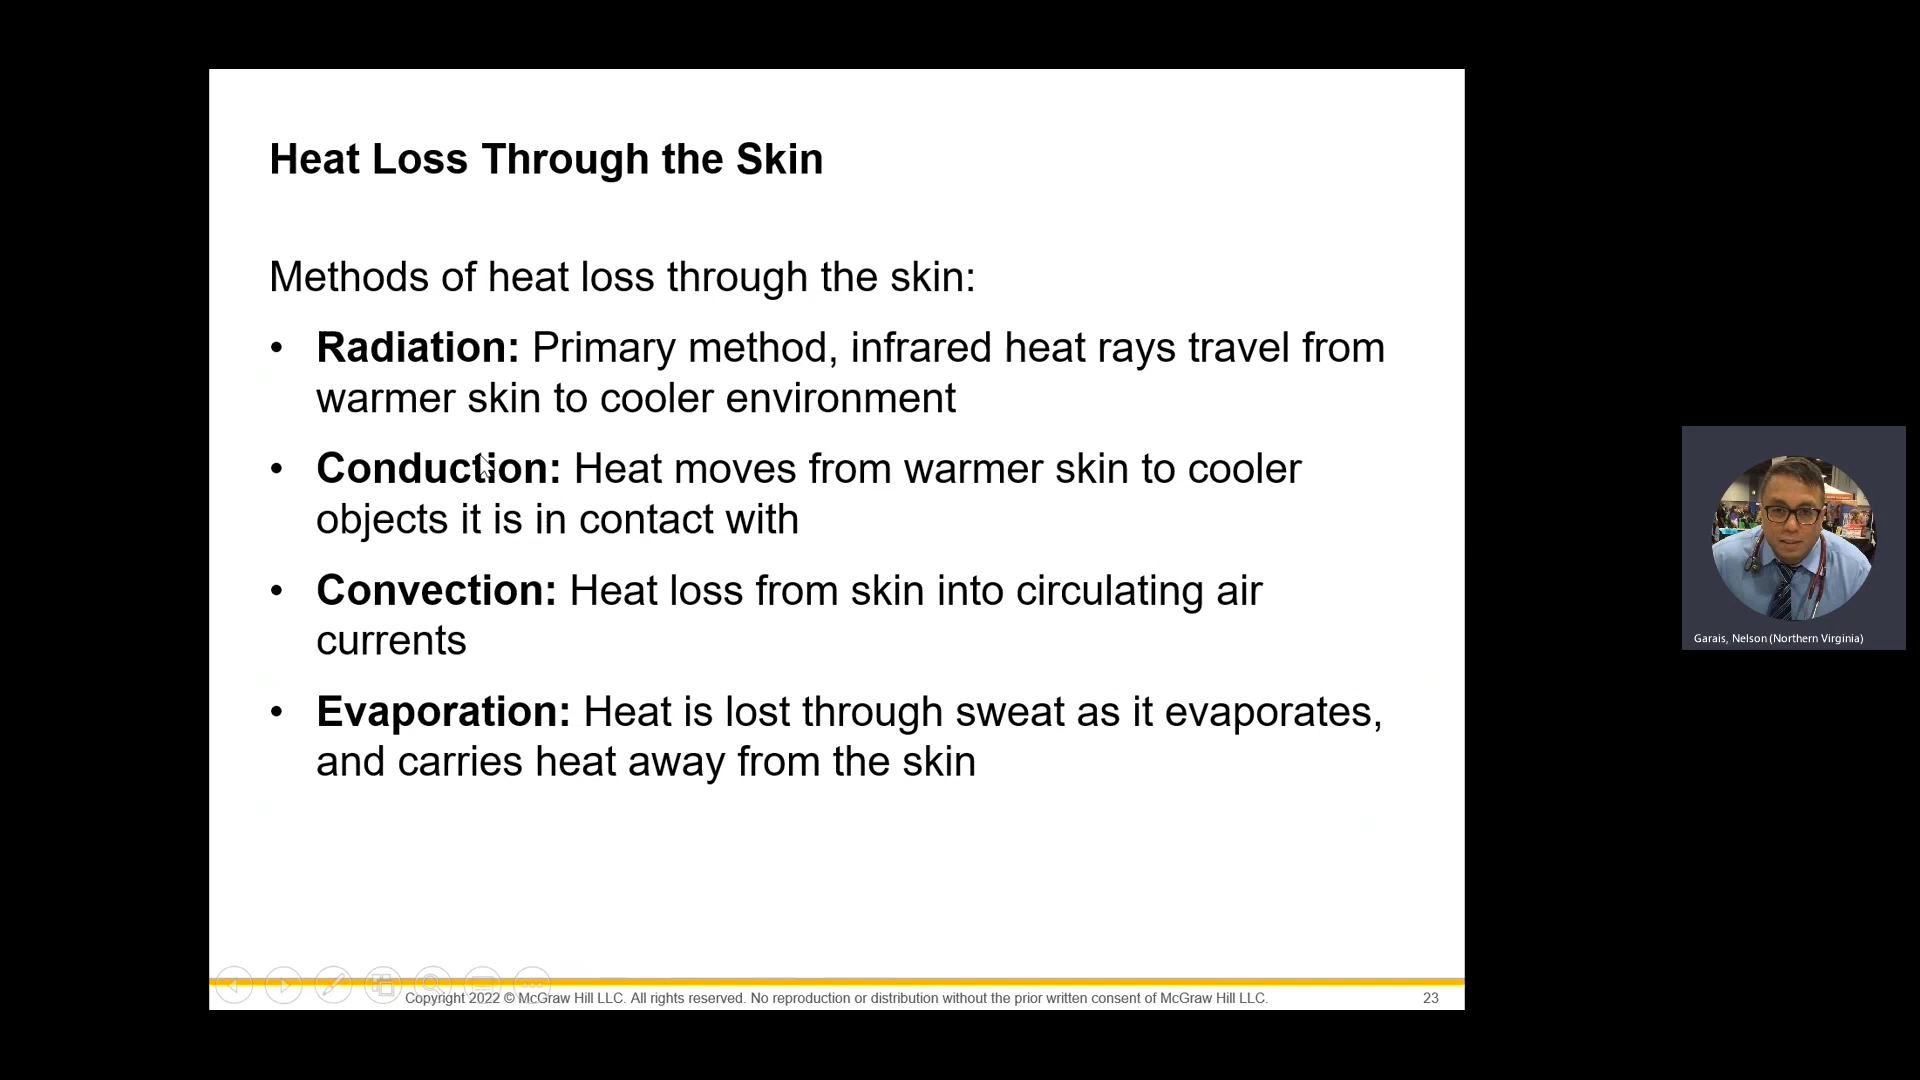 Heat Loss Through the Skin
Methods of heat loss through the skin:
• Radiation: Primary method, infrared heat rays travel from
warmer skin to cooler environment
• Conduction: Heat moves from warmer skin to cooler
objects it is in contact with
• Convection: Heat loss from skin into circulating air
currents
• Evaporation: Heat is lost through sweat as it evaporates,
and carries heat away from the skin
Copyright 2022 © McGraw Hill LLC. All rights reserved. No reproduction or distribution without the prior written consent of McGraw Hill LLC.
23
Garais, Nelson (Northern Virginia)